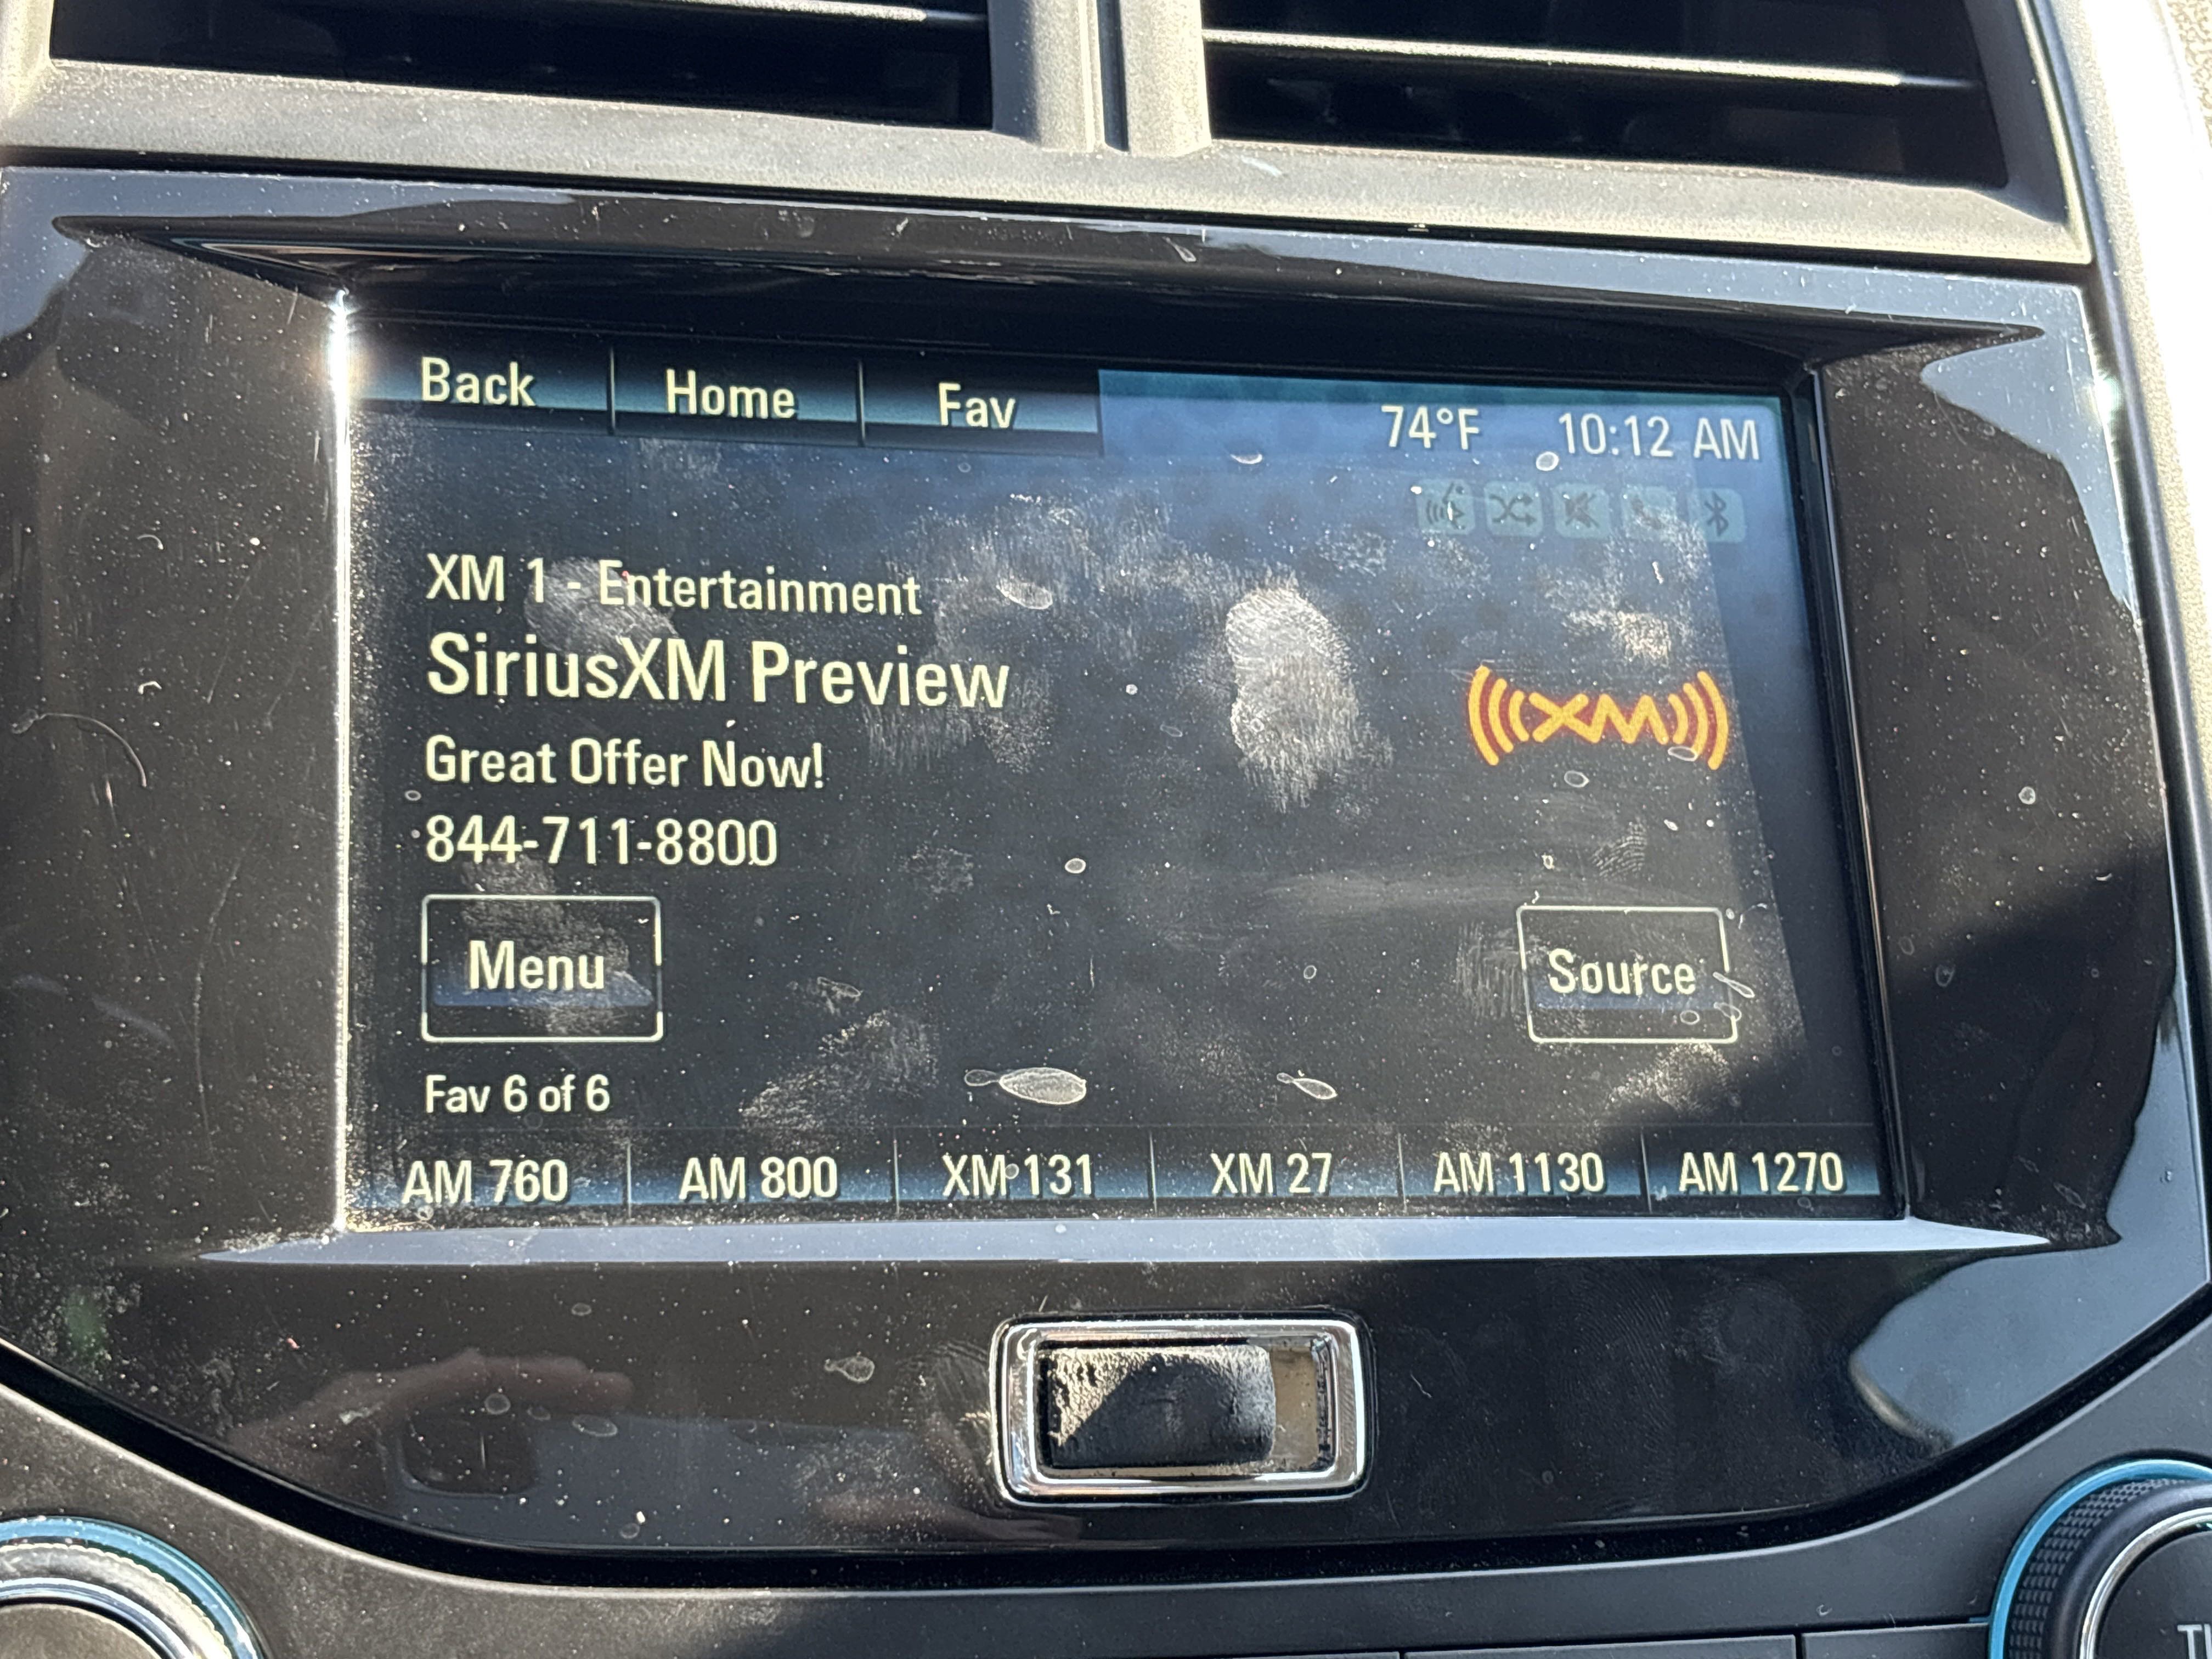 Back Home Fav 74°F 10:12 AM
XM 1 - Entertainment
SiriusXM Preview
Great Offer Now!
844-711-8800
((( XM )))
Menu Source
Fav 6 of 6
AM 760 AM 800 XM 131 XM 27 AM 1130 AM 1270